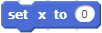 set x to 0